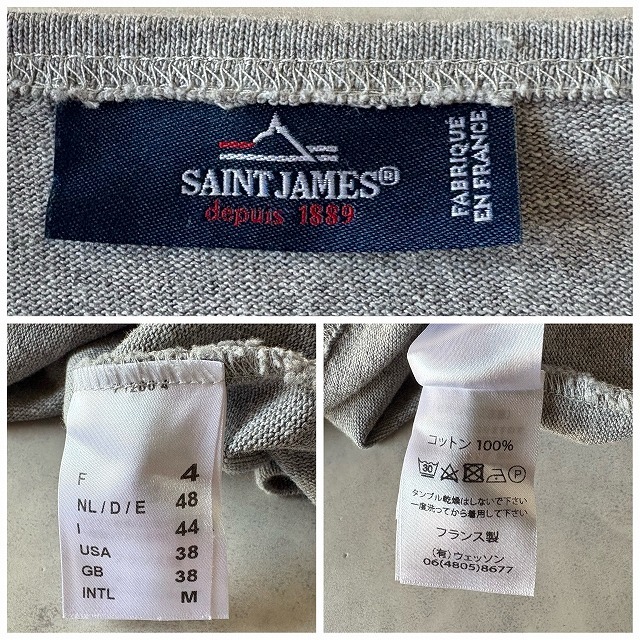 SAINT JAMES®
depuis 1889
FABRIQUÉ
EN FRANCE
F 4
NL / D / E 48
I 44
USA 38
GB 38
INTL M
コットン 100%
30 P
タンブル乾燥はしないで下さい
一度洗ってから着用して下さい
フランス製
(有)ウェッソン
06(4805)8677